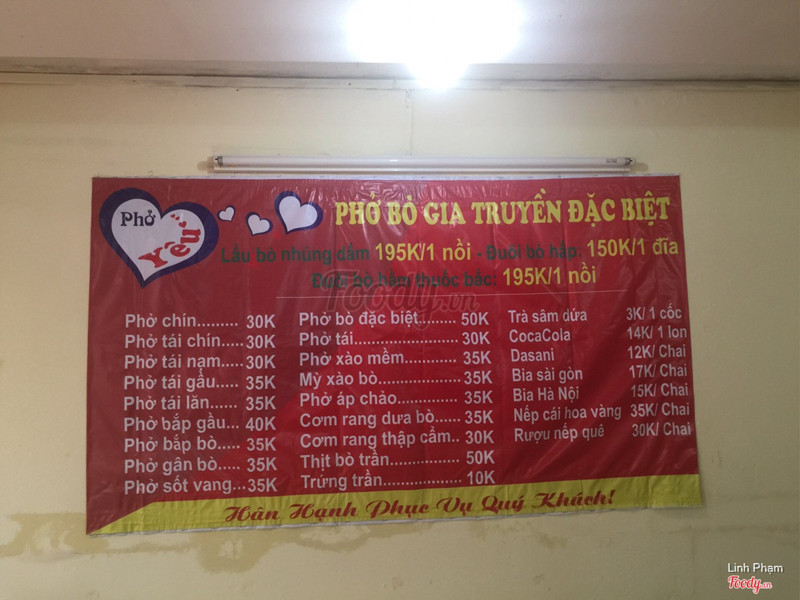 Phở
Yêu
PHỞ BÒ GIA TRUYỀN ĐẶC BIỆT
Lẩu bò nhúng dấm 195K/1 nồi - Đuôi bò hấp: 150K/1 đĩa
Đuôi bò hầm thuốc bắc: 195K/1 nồi
Foody.vn
Phở chín......... 30K
Phở tái chín..... 30K
Phở tái nạm.... 30K
Phở tái gầu..... 35K
Phở tái lăn...... 35K
Phở bắp gầu.. 40K
Phở bắp bò.... 35K
Phở gân bò.... 35K
Phở sốt vang...35K
Phở bò đặc biệt........ 50K
Phở tái...................... 30K
Phở xào mềm........... 35K
Mỳ xào bò................ 35K
Phở áp chảo............. 35K
Cơm rang dưa bò..... 35K
Cơm rang thập cẩm.. 30K
Thịt bò trần............... 50K
Trứng trần................ 10K
Trà sâm dứa 3K/ 1 cốc
CocaCola 14K/ 1 lon
Dasani 12K/ Chai
Bia sài gòn 17K/ Chai
Bia Hà Nội 15K/ Chai
Nếp cái hoa vàng 35K/ Chai
Rượu nếp quê 30K/ Chai
Hân Hạnh Phục Vụ Quý Khách!
Linh Phạm
Foody.vn